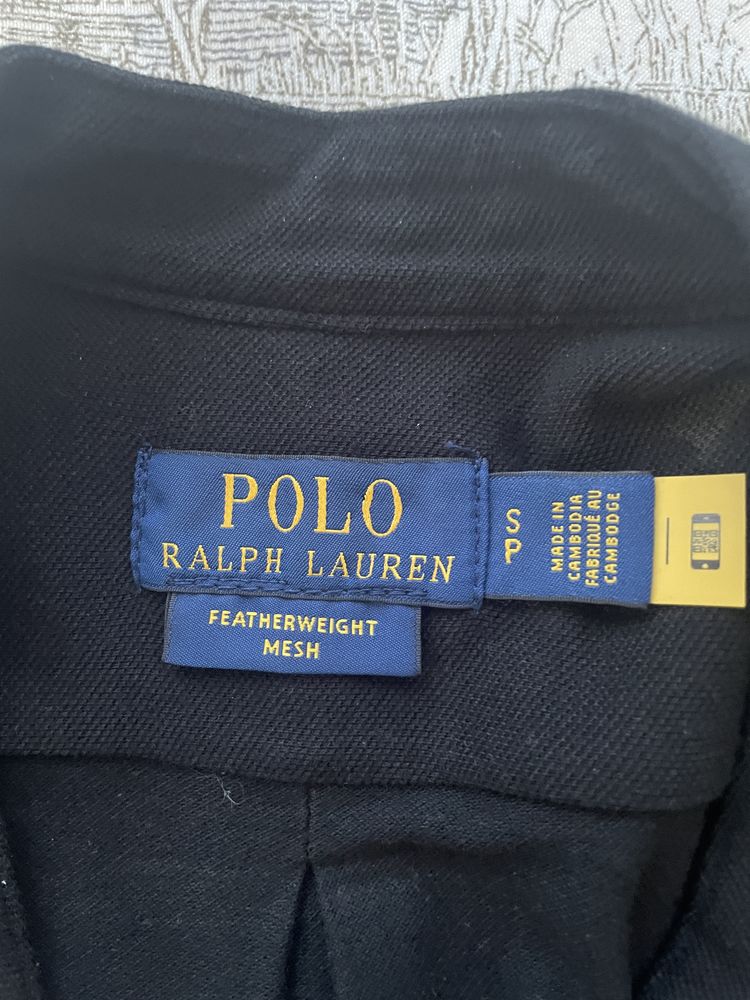 POLO
RALPH LAUREN
FEATHERWEIGHT
MESH
S
P
MADE IN
CAMBODIA
FABRIQUÉ AU
CAMBODGE